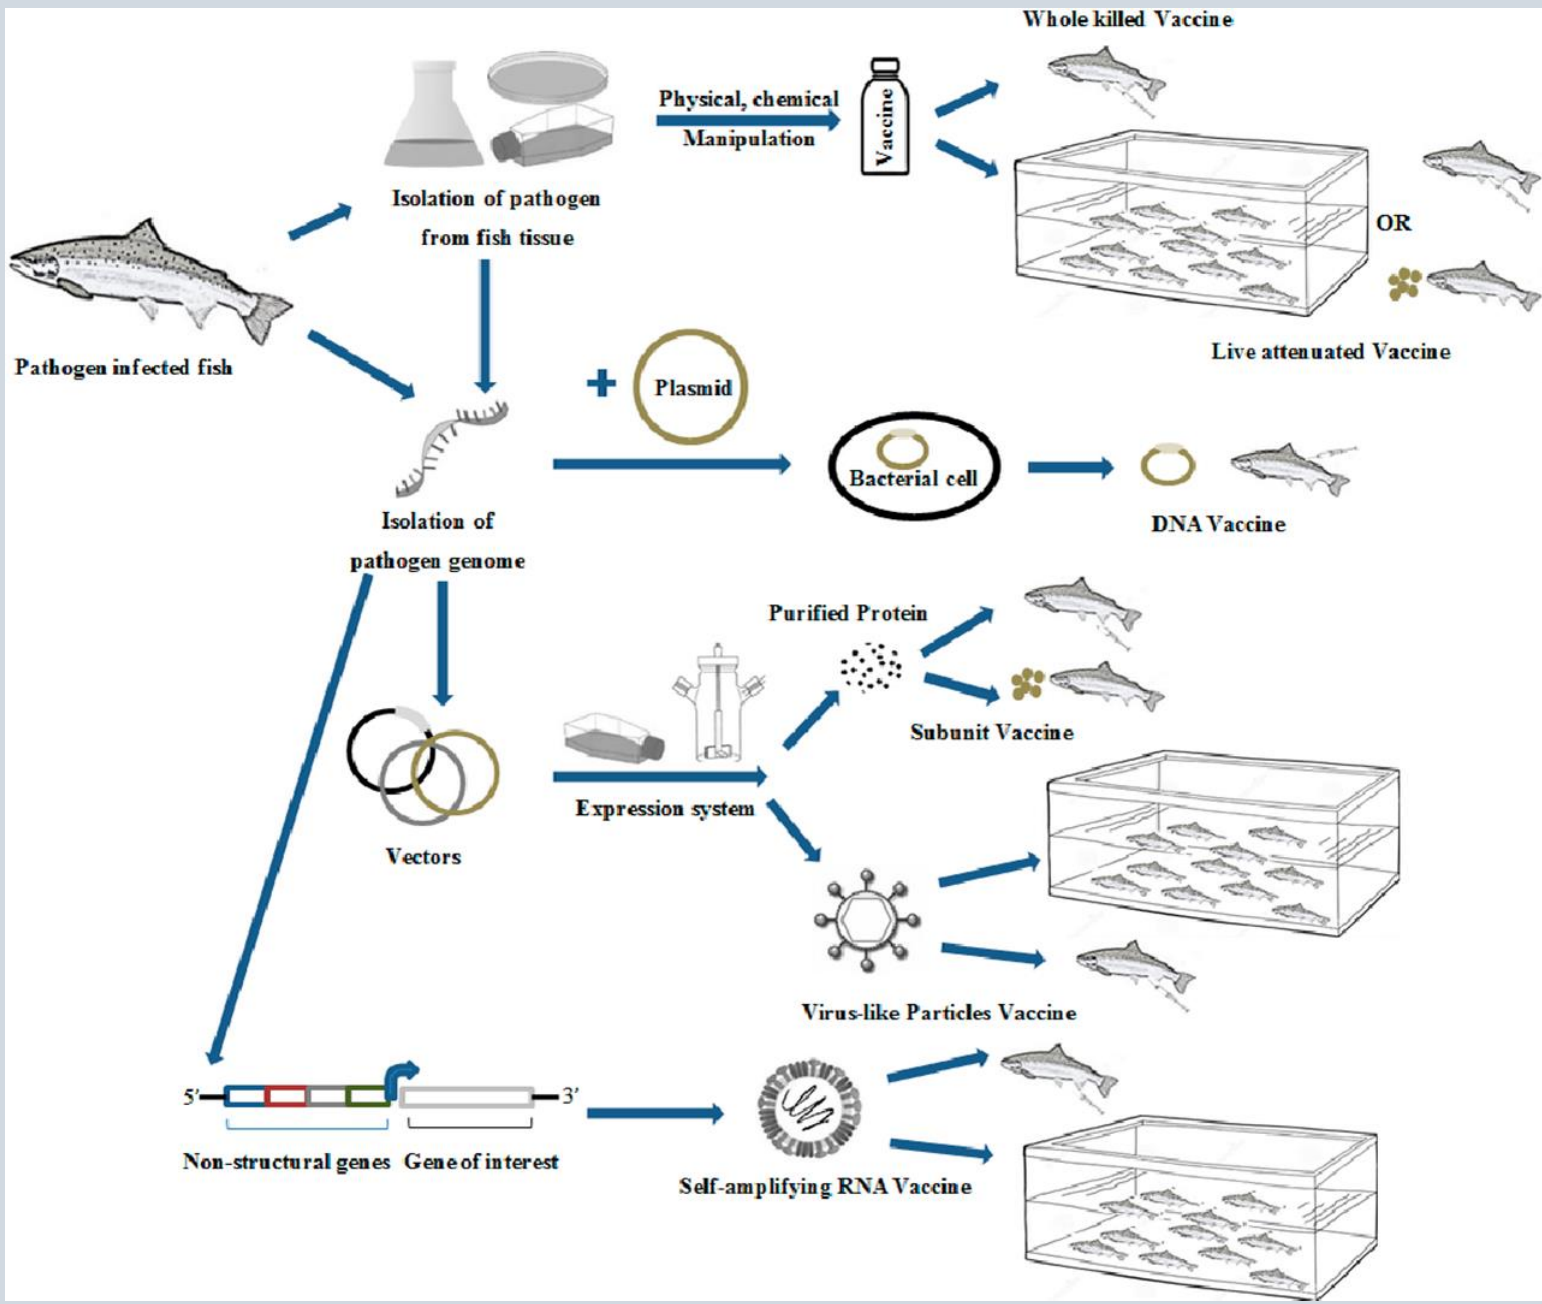 Whole killed Vaccine
Physical, chemical
Manipulation
Vaccine
Isolation of pathogen
from fish tissue
OR
Pathogen infected fish
Live attenuated Vaccine
+
Plasmid
Bacterial cell
Isolation of
pathogen genome
DNA Vaccine
Purified Protein
Subunit Vaccine
Expression system
Vectors
Virus-like Particles Vaccine
5’
3’
Non-structural genes
Gene of interest
Self-amplifying RNA Vaccine